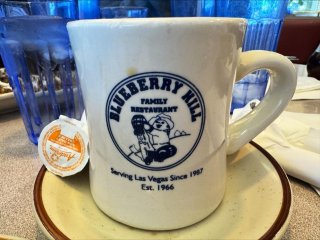 BLUEBERRY HILL
FAMILY
RESTAURANT
Serving Las Vegas Since 1987
Est. 1966